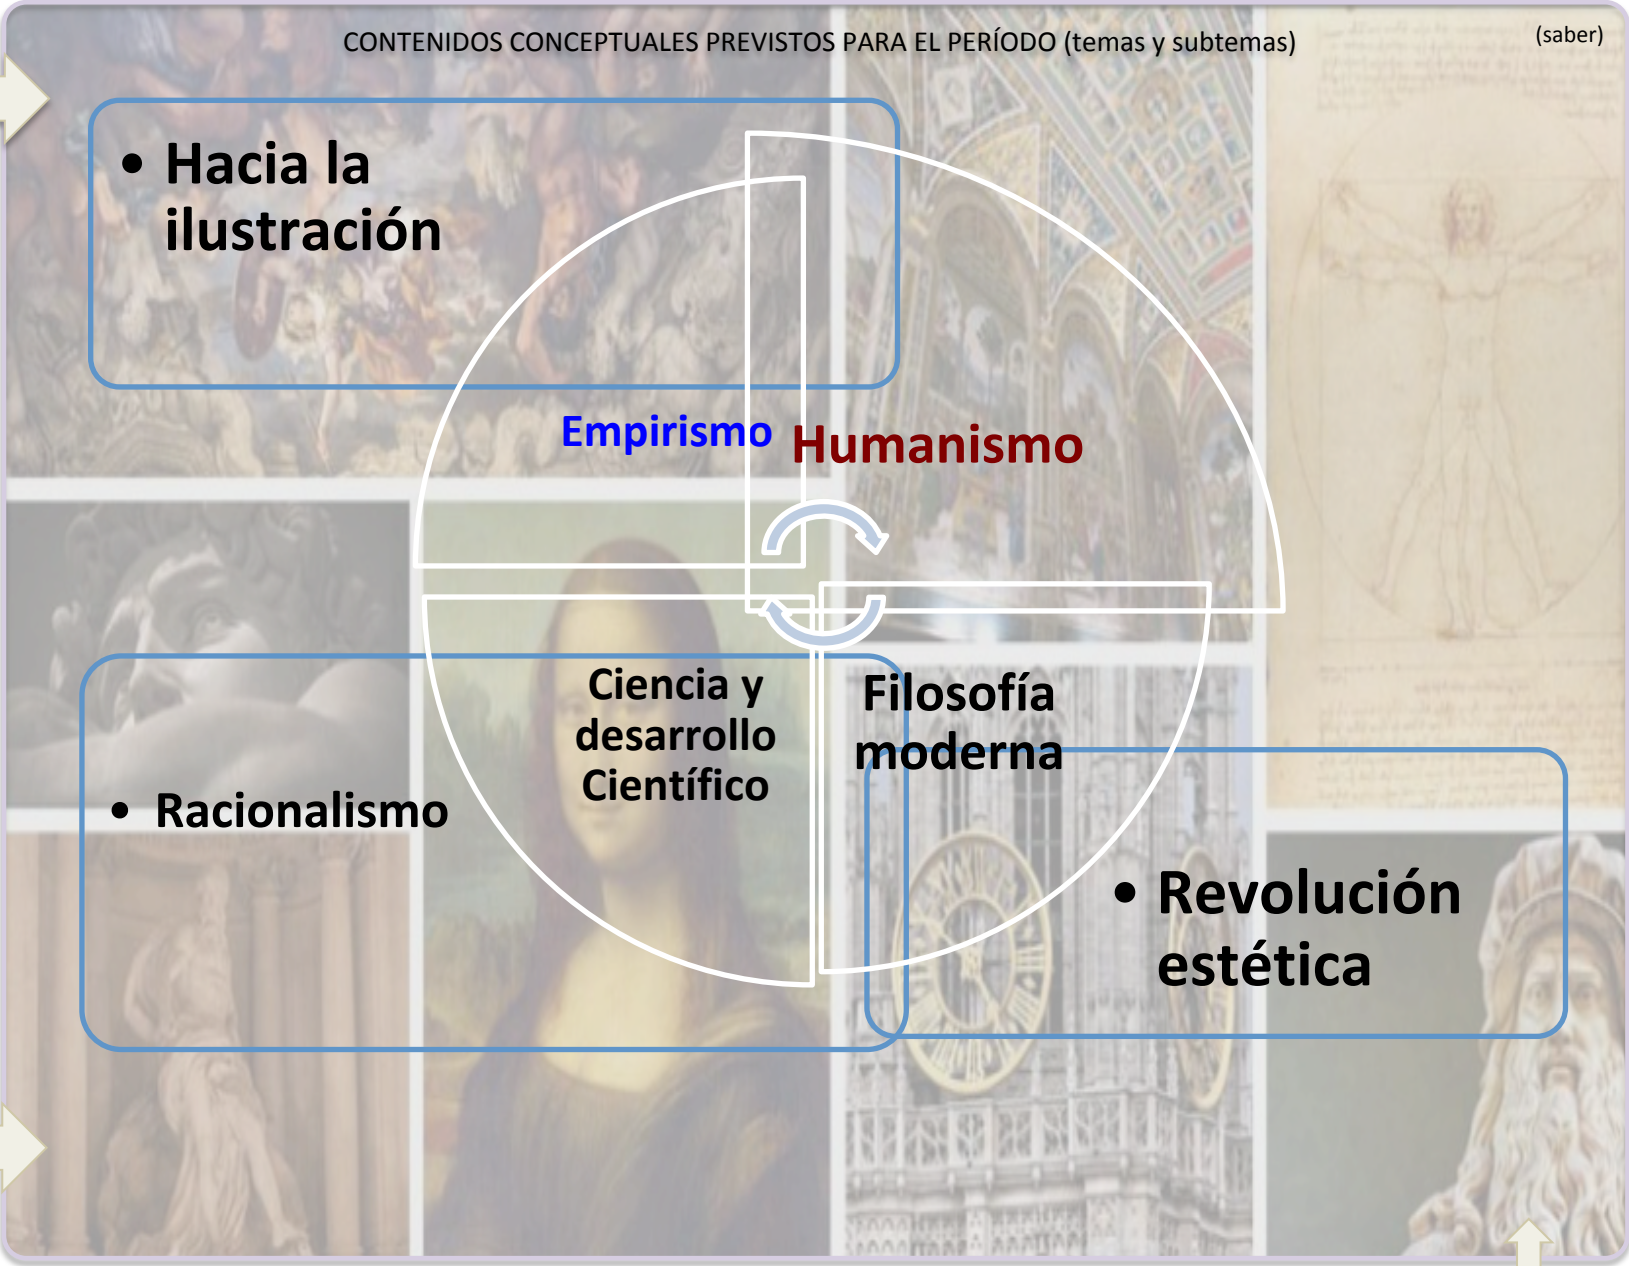 CONTENIDOS CONCEPTUALES PREVISTOS PARA EL PERÍODO (temas y subtemas)
(saber)
• Hacia la
ilustración
Empirismo
Humanismo
Ciencia y
desarrollo
Científico
Filosofía
moderna
• Racionalismo
• Revolución
estética